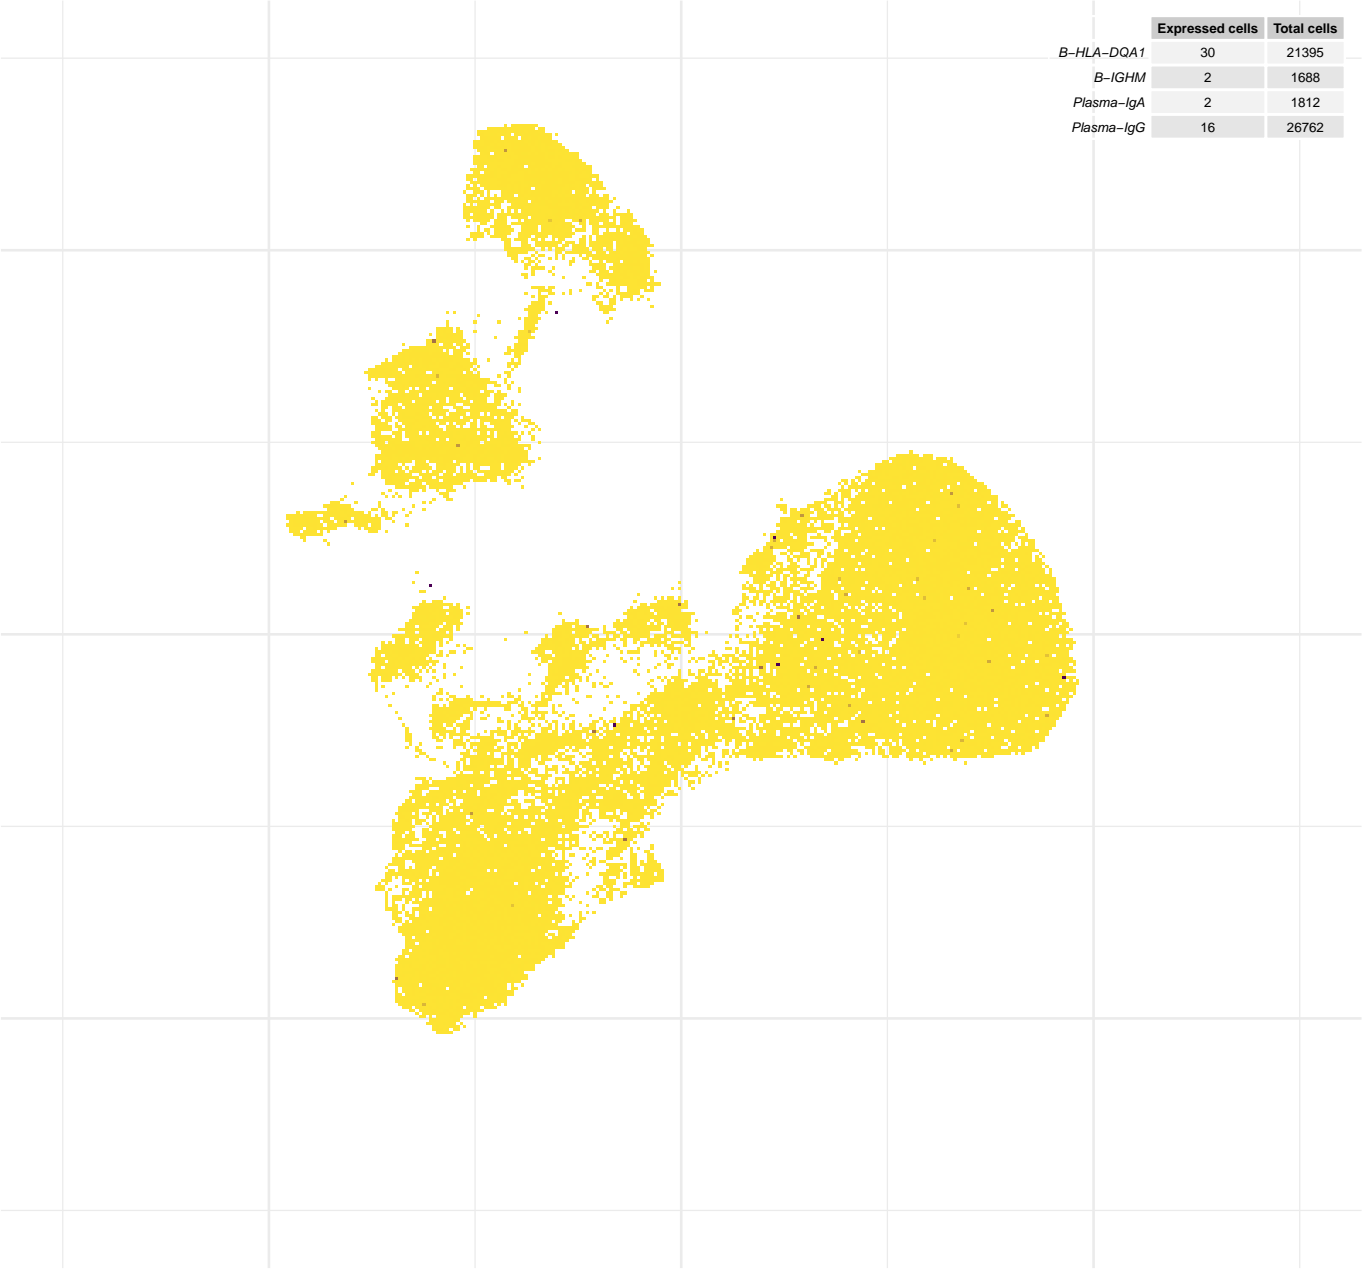 Expressed cells Total cells
B−HLA−DQA1 30 21395
B−IGHM 2 1688
Plasma−IgA 2 1812
Plasma−IgG 16 26762